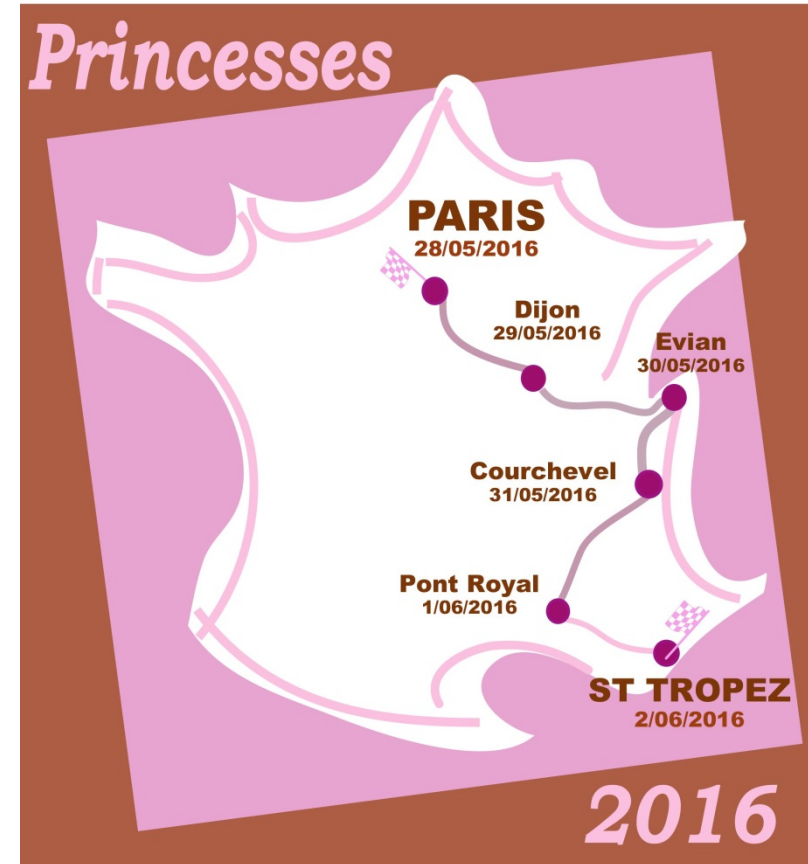 Princesses
PARIS
28/05/2016
Dijon
29/05/2016
Evian
30/05/2016
Courchevel
31/05/2016
Pont Royal
1/06/2016
ST TROPEZ
2/06/2016
2016